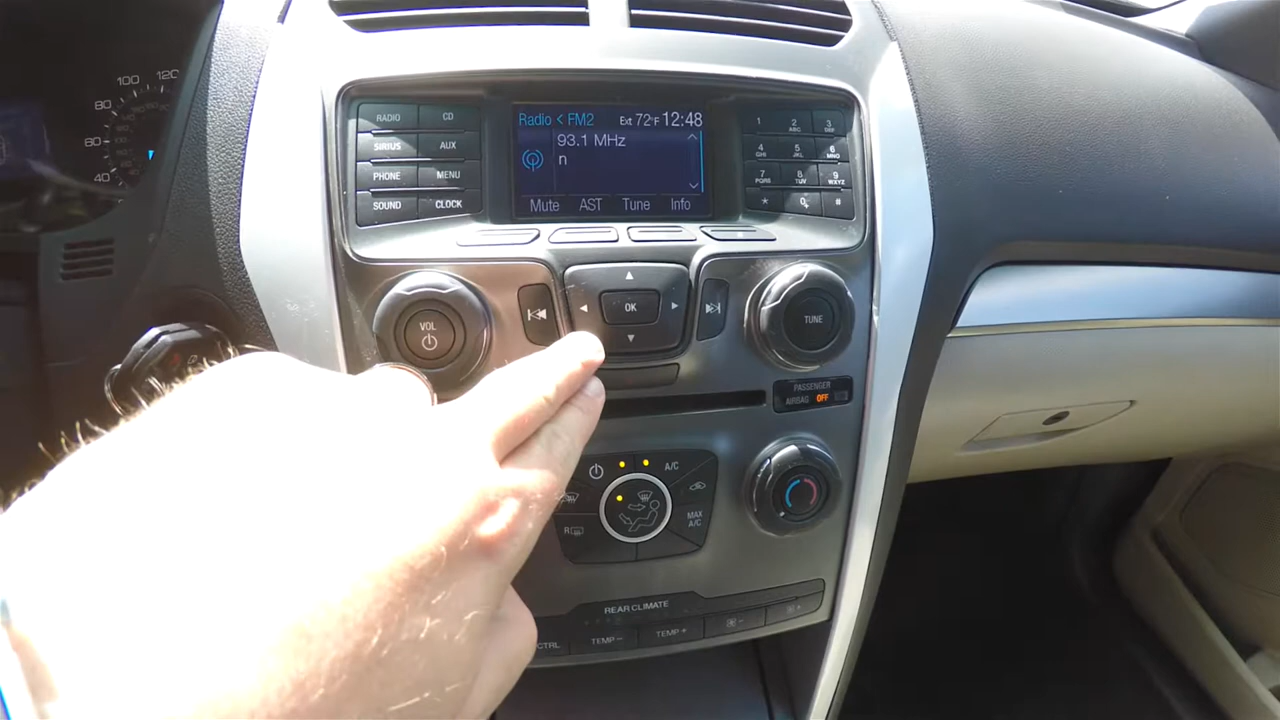 100 120
80
60
40
RADIO CD
SIRIUS AUX
PHONE MENU
SOUND CLOCK
Radio < FM2 Ext 72°F 12:48
93.1 MHz
n
Mute AST Tune Info
1 2 ABC 3 DEF
4 GHI 5 JKL 6 MNO
7 PQRS 8 TUV 9 WXYZ
* 0 + #
VOL
OK
TUNE
PASSENGER
AIRBAG OFF
A/C
R
MAX
A/C
REAR CLIMATE
CTRL TEMP− TEMP+